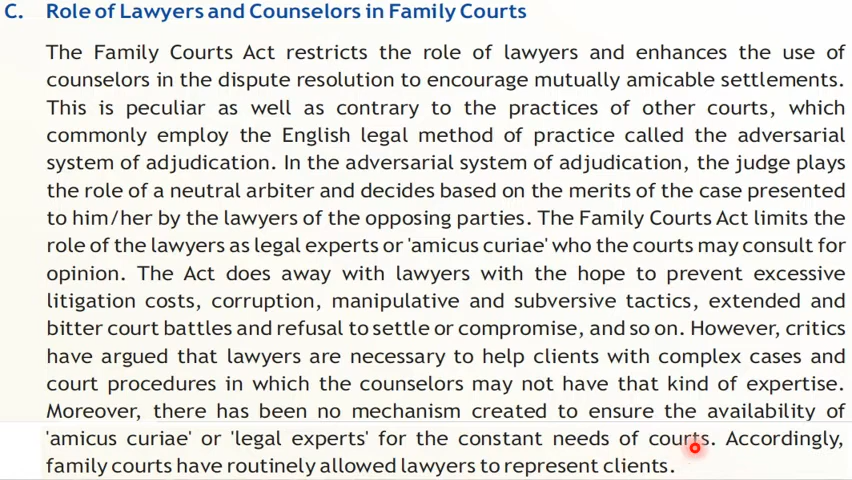 C. Role of Lawyers and Counselors in Family Courts
The Family Courts Act restricts the role of lawyers and enhances the use of
counselors in the dispute resolution to encourage mutually amicable settlements.
This is peculiar as well as contrary to the practices of other courts, which
commonly employ the English legal method of practice called the adversarial
system of adjudication. In the adversarial system of adjudication, the judge plays
the role of a neutral arbiter and decides based on the merits of the case presented
to him/her by the lawyers of the opposing parties. The Family Courts Act limits the
role of the lawyers as legal experts or 'amicus curiae' who the courts may consult for
opinion. The Act does away with lawyers with the hope to prevent excessive
litigation costs, corruption, manipulative and subversive tactics, extended and
bitter court battles and refusal to settle or compromise, and so on. However, critics
have argued that lawyers are necessary to help clients with complex cases and
court procedures in which the counselors may not have that kind of expertise.
Moreover, there has been no mechanism created to ensure the availability of
'amicus curiae' or 'legal experts' for the constant needs of courts. Accordingly,
family courts have routinely allowed lawyers to represent clients.